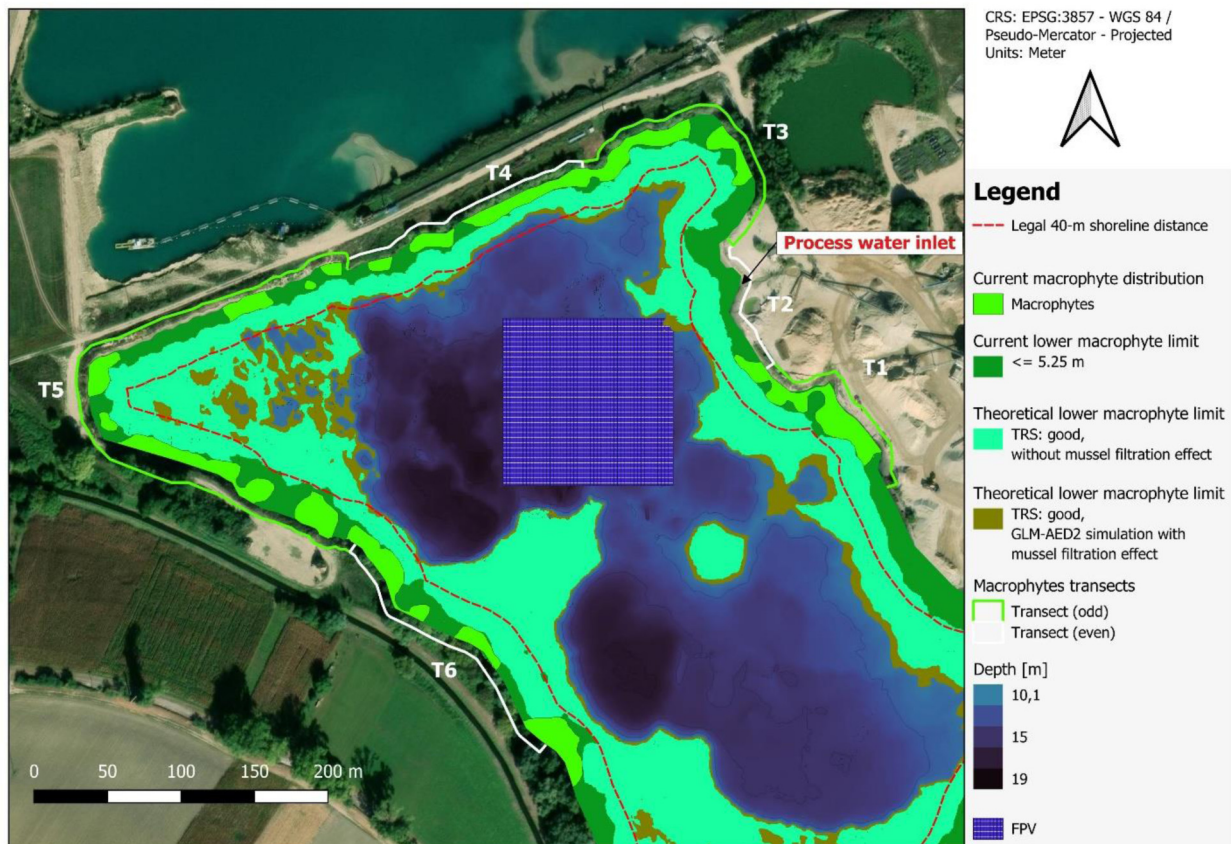 CRS: EPSG:3857 - WGS 84 /
Pseudo-Mercator - Projected
Units: Meter
T3
T4
Process water inlet
T2
T1
T5
T6
0 50 100 150 200 m
Legend
Legal 40-m shoreline distance
Current macrophyte distribution
Macrophytes
Current lower macrophyte limit
<= 5.25 m
Theoretical lower macrophyte limit
TRS: good,
without mussel filtration effect
Theoretical lower macrophyte limit
TRS: good,
GLM-AED2 simulation with
mussel filtration effect
Macrophytes transects
Transect (odd)
Transect (even)
Depth [m]
10,1
15
19
FPV